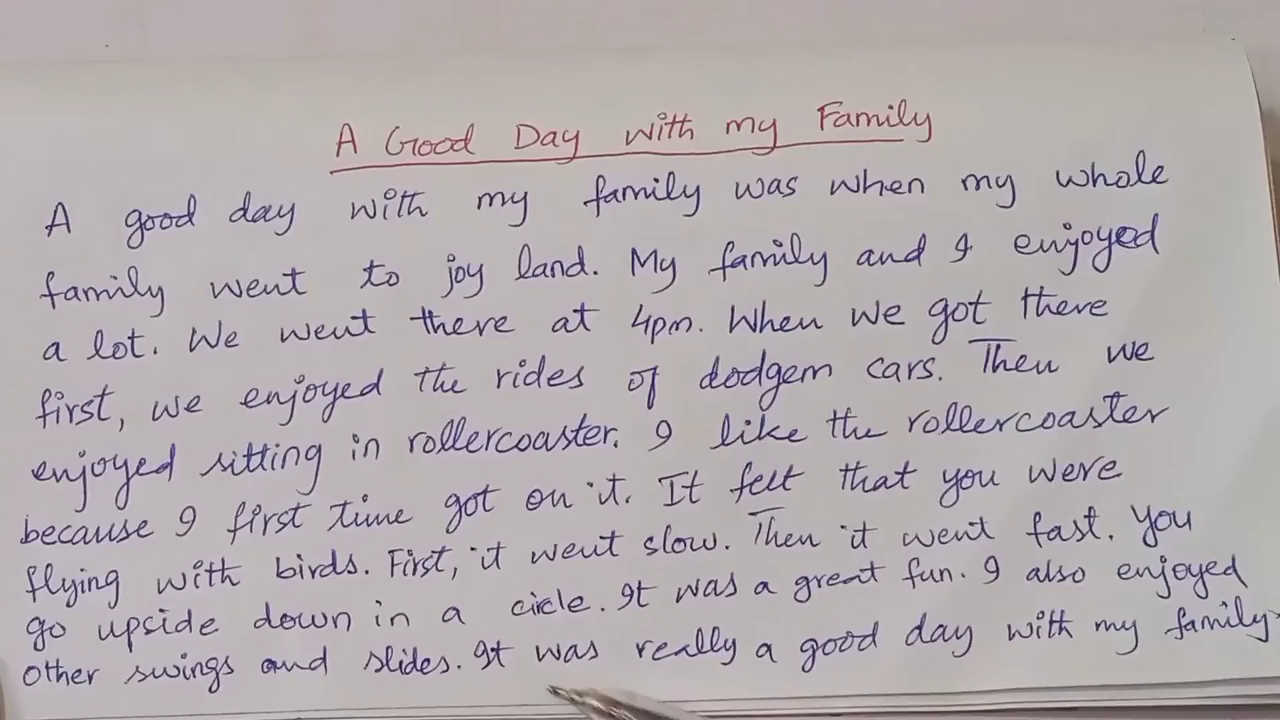 A Good Day with my Family
A good day with my family was when my whole
family went to joy land. My family and I enjoyed
a lot. We went there at 4pm. When we got there
first, we enjoyed the rides of dodgem cars. Then we
enjoyed sitting in rollercoaster. I like the rollercoaster
because I first time got on it. It felt that you were
flying with birds. First, it went slow. Then it went fast. You
go upside down in a circle. It was a great fun. I also enjoyed
other swings and slides. It was really a good day with my family.